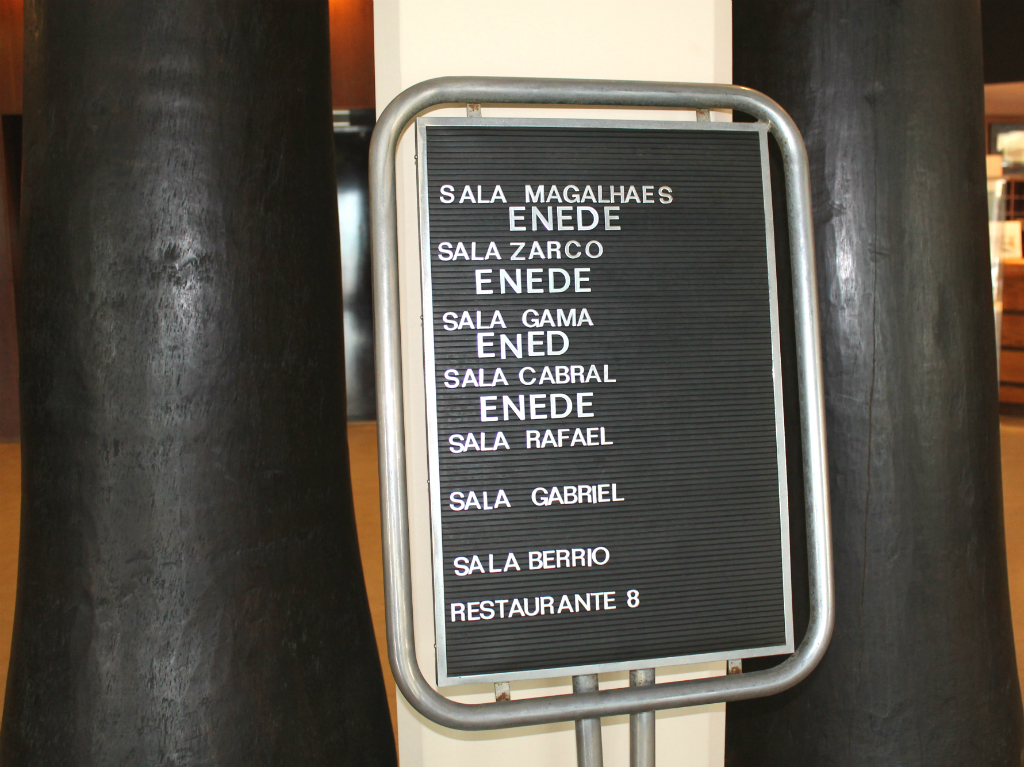 SALA MAGALHAES
ENEDE
SALA ZARCO
ENEDE
SALA GAMA
ENED
SALA CABRAL
ENEDE
SALA RAFAEL
SALA GABRIEL
SALA BERRIO
RESTAURANTE 8